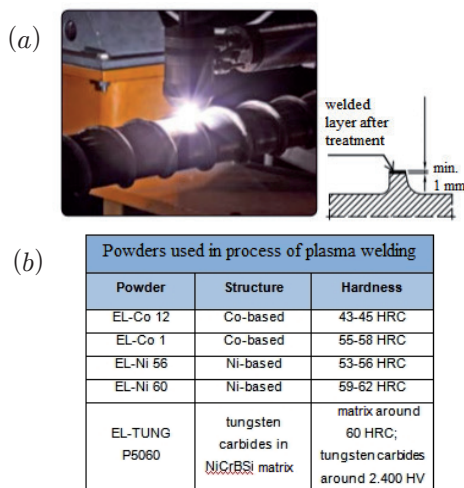 (a)
welded
layer after
treatment
min.
1 mm
(b)
Powders used in process of plasma welding
Powder Structure Hardness
EL-Co 12 Co-based 43-45 HRC
EL-Co 1 Co-based 55-58 HRC
EL-Ni 56 Ni-based 53-56 HRC
EL-Ni 60 Ni-based 59-62 HRC
EL-TUNG
P5060
tungsten
carbides in
NiCrBSi matrix
matrix around
60 HRC;
tungsten carbides
around 2.400 HV